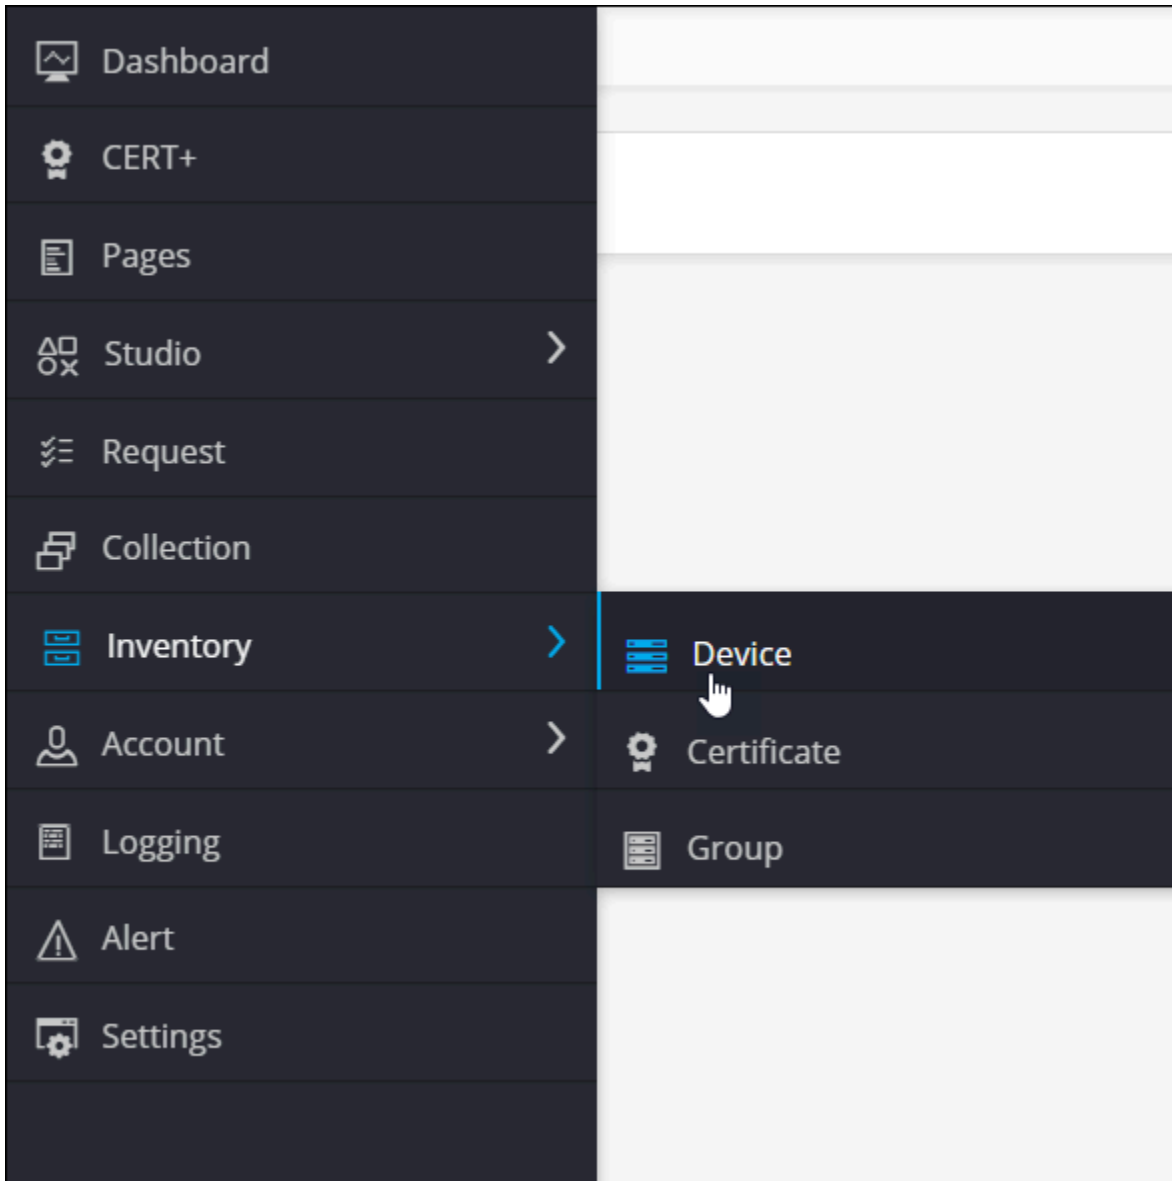 Dashboard
CERT+
Pages
Studio
Request
Collection
Inventory
Device
Account
Certificate
Logging
Group
Alert
Settings